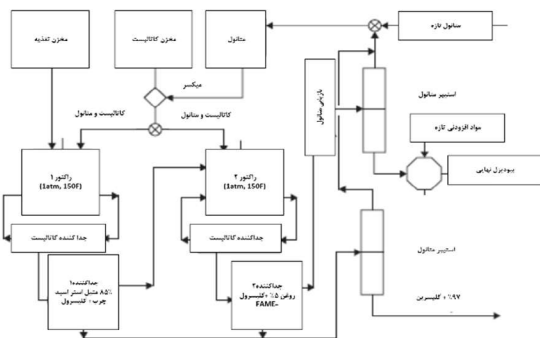 مخزن تغذیه
مخزن کاتالیست
متانول
متانول تازه
میکسر
کاتالیست و متانول
کاتالیست و متانول
بازیابی متانول
استیپر متانول
مواد افزودنی تازه
بیودیزل نهایی
راکتور ۱
(1atm, 150F)
راکتور ۲
(1atm, 150F)
جداکننده کاتالیست
جداکننده کاتالیست
استیپر متانول
جداکننده۱
۸۵٪ متیل استر اسید
چرب + گلیسرول
جداکننده۲
روغن ۵٪ +گلیسرول
FAME-
۹۷٪ + گلیسرین